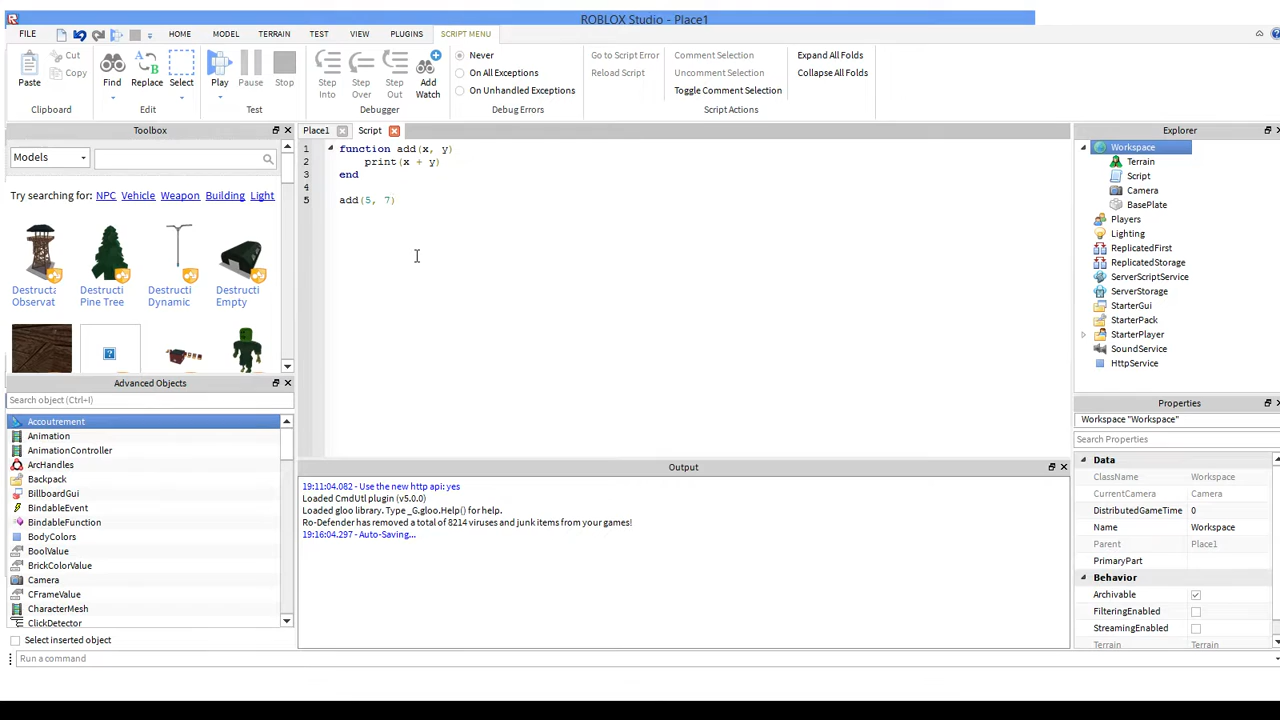 ROBLOX Studio - Place1
FILE HOME MODEL TERRAIN TEST VIEW PLUGINS SCRIPT MENU
Paste
Cut
Copy
Clipboard
Find Replace Select
Edit
Play Pause Stop
Test
Step Into
Step Over
Step Out
Add Watch
Debugger
Never
On All Exceptions
On Unhandled Exceptions
Debug Errors
Go to Script Error
Reload Script
Comment Selection
Uncomment Selection
Toggle Comment Selection
Expand All Folds
Collapse All Folds
Script Actions
Toolbox
Models
Try searching for: NPC Vehicle Weapon Building Light
Destructi Pine Tree
Destructi Dynamic
Destructi Empty
Advanced Objects
Search object (Ctrl+I)
Accoutrement
Animation
AnimationController
ArcHandles
Backpack
BillboardGui
BindableEvent
BindableFunction
BodyColors
BoolValue
BrickColorValue
Camera
CFrameValue
CharacterMesh
ClickDetector
Select inserted object
Place1 Script
1 function add(x, y)
2 print(x + y)
3 end
4
5 add(5, 7)
Output
19:11:04.082 - Use the new http api: yes
Loaded CmdUtl plugin (v5.0.0)
Loaded gloo library. Type _G.gloo.Help() for help.
Ro-Defender has removed a total of 8214 viruses and junk items from your games!
19:16:04.297 - Auto-Saving...
Explorer
Workspace
Terrain
Script
Camera
BasePlate
Players
Lighting
ReplicatedFirst
ReplicatedStorage
ServerScriptService
ServerStorage
StarterGui
StarterPack
StarterPlayer
SoundService
HttpService
Properties
Workspace "Workspace"
Search Properties
Data
ClassName Workspace
CurrentCamera Camera
DistributedGameTime 0
Name Workspace
Parent Place1
PrimaryPart
Behavior
Archivable
FilteringEnabled
StreamingEnabled
Terrain Terrain
Run a command